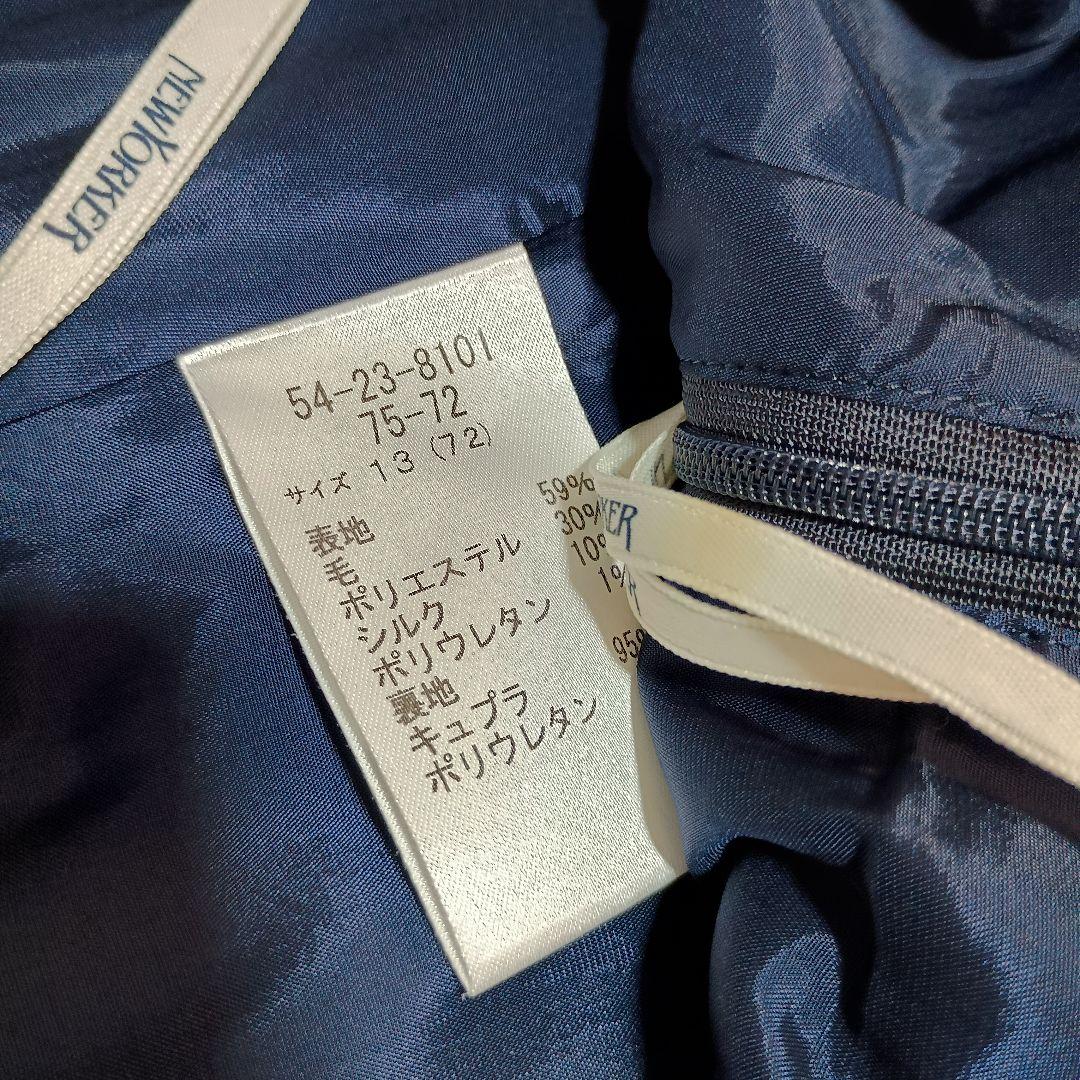 NEWYORKER
54-23-8101
75-72
サイズ 13(72)
表地
毛 59%
ポリエステル 30%
シルク 10%
ポリウレタン 1%
裏地
キュプラ 95%
ポリウレタン
KER